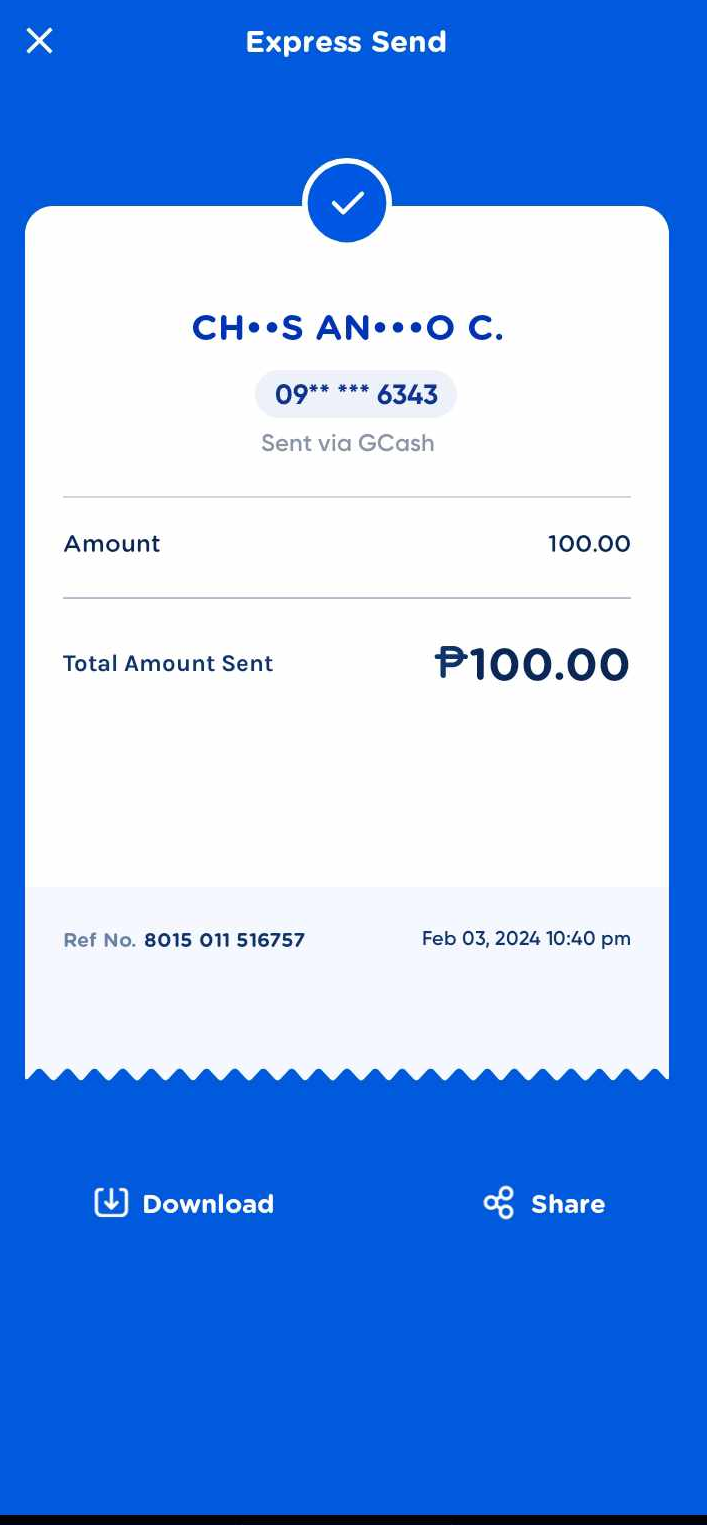 Express Send
CH••S AN•••O C.
09** *** 6343
Sent via GCash
Amount 100.00
Total Amount Sent ₱100.00
Ref No. 8015 011 516757 Feb 03, 2024 10:40 pm
Download Share